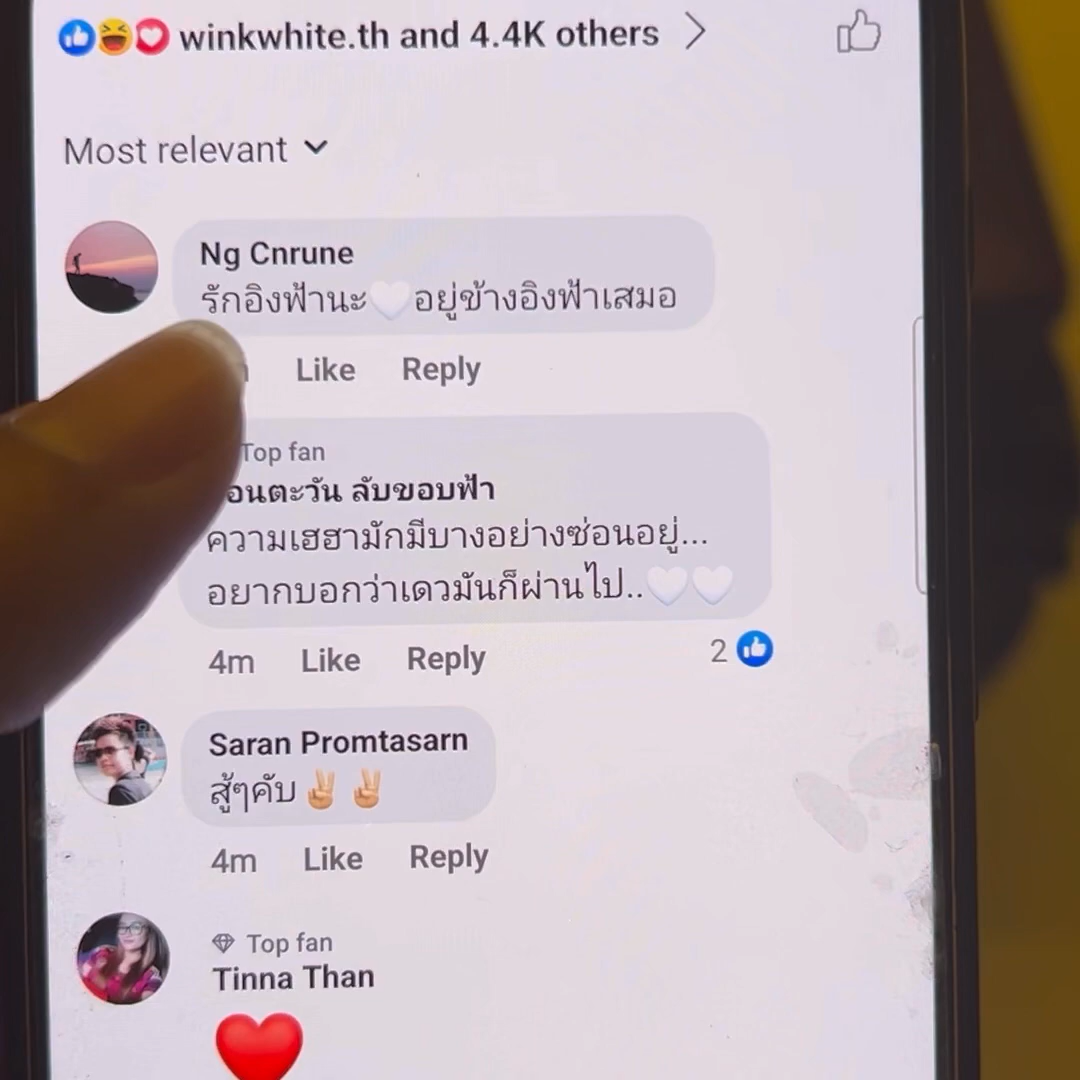 winkwhite.th and 4.4K others
Most relevant
Ng Cnrune
รักอิงฟ้านะ🤍อยู่ข้างอิงฟ้าเสมอ
Like Reply
Top fan
ลับขอบฟ้า
ความเฮฮามักมีบางอย่างซ่อนอยู่...
อยากบอกว่าเดวมันก็ผ่านไป..🤍🤍
4m Like Reply 2
Saran Promtasarn
สู้ๆคับ✌🏼✌🏼
4m Like Reply
Top fan
Tinna Than
❤️